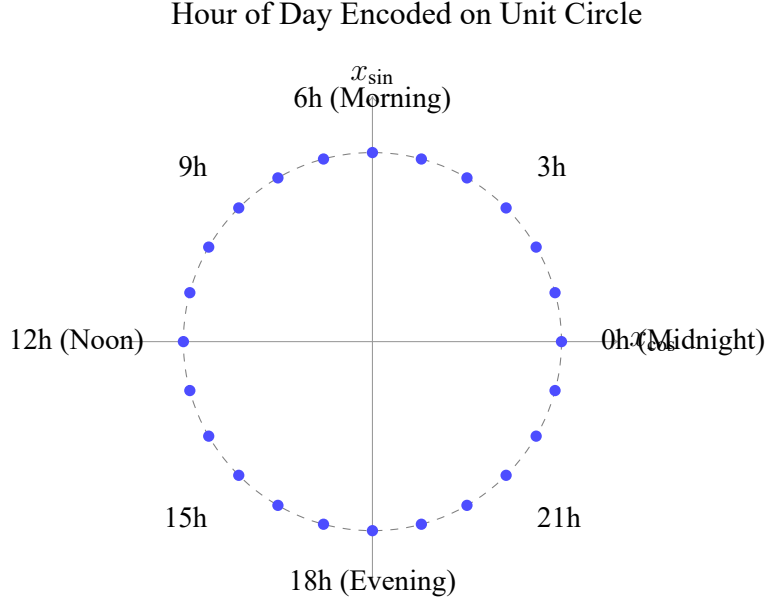 Hour of Day Encoded on Unit Circle
x_sin
6h (Morning)
9h
3h
12h (Noon)
0h (Midnight)
x_cos
15h
21h
18h (Evening)